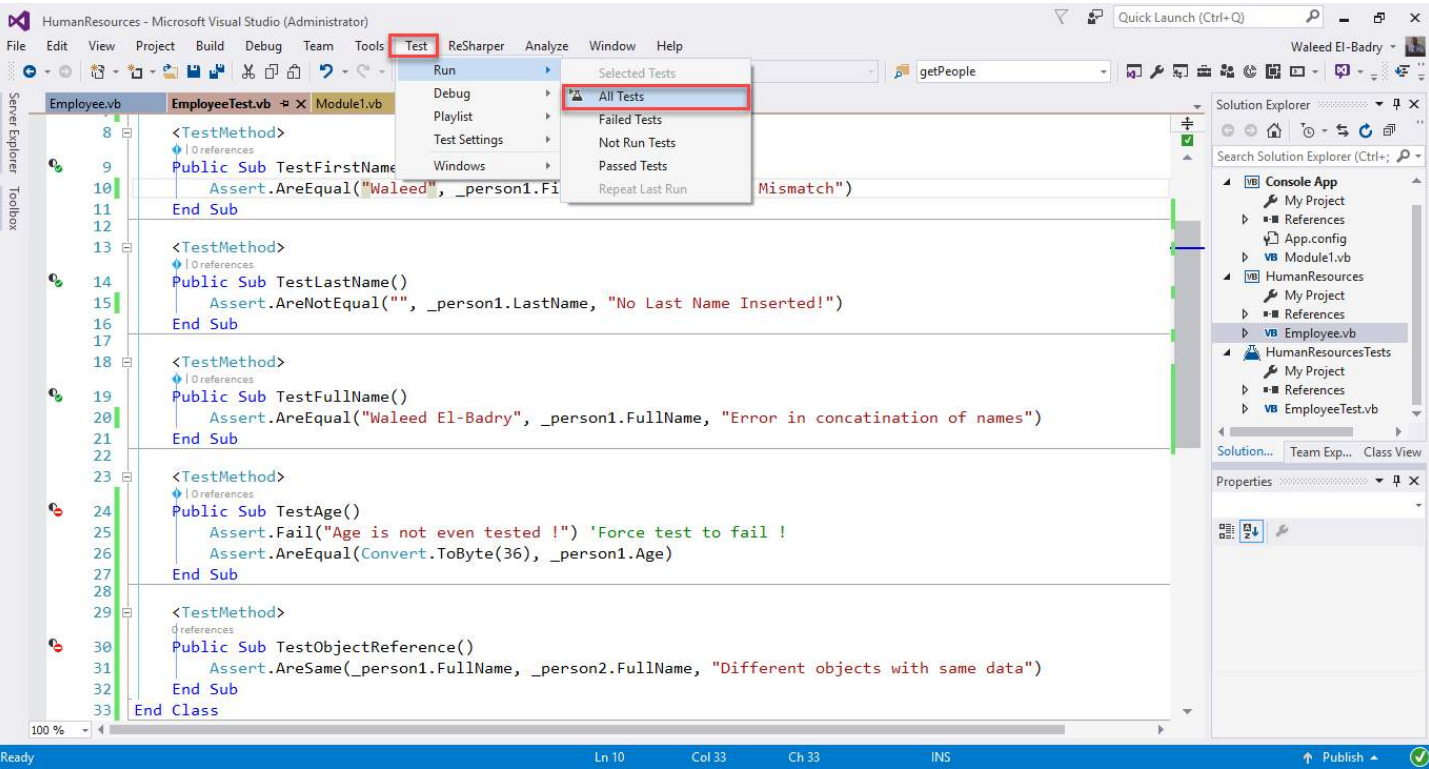 HumanResources - Microsoft Visual Studio (Administrator)
Quick Launch (Ctrl+Q)
File Edit View Project Build Debug Team Tools Test ReSharper Analyze Window Help
Waleed El-Badry
getPeople
Server Explorer
Toolbox
Employee.vb EmployeeTest.vb Module1.vb
Run
Debug
Playlist
Test Settings
Windows
Selected Tests
All Tests
Failed Tests
Not Run Tests
Passed Tests
Repeat Last Run
8 <TestMethod>
0 references
9 Public Sub TestFirstName
10 Assert.AreEqual("Waleed", _person1.Fi Mismatch")
11 End Sub
12
13 <TestMethod>
0 references
14 Public Sub TestLastName()
15 Assert.AreNotEqual("", _person1.LastName, "No Last Name Inserted!")
16 End Sub
17
18 <TestMethod>
0 references
19 Public Sub TestFullName()
20 Assert.AreEqual("Waleed El-Badry", _person1.FullName, "Error in concatination of names")
21 End Sub
22
23 <TestMethod>
0 references
24 Public Sub TestAge()
25 Assert.Fail("Age is not even tested !") 'Force test to fail !
26 Assert.AreEqual(Convert.ToByte(36), _person1.Age)
27 End Sub
28
29 <TestMethod>
0 references
30 Public Sub TestObjectReference()
31 Assert.AreSame(_person1.FullName, _person2.FullName, "Different objects with same data")
32 End Sub
33 End Class
100 %
Solution Explorer
Search Solution Explorer (Ctrl+;
VB Console App
My Project
References
App.config
VB Module1.vb
VB HumanResources
My Project
References
VB Employee.vb
HumanResourcesTests
My Project
References
VB EmployeeTest.vb
Solution... Team Exp... Class View
Properties
Ready Ln 10 Col 33 Ch 33 INS Publish